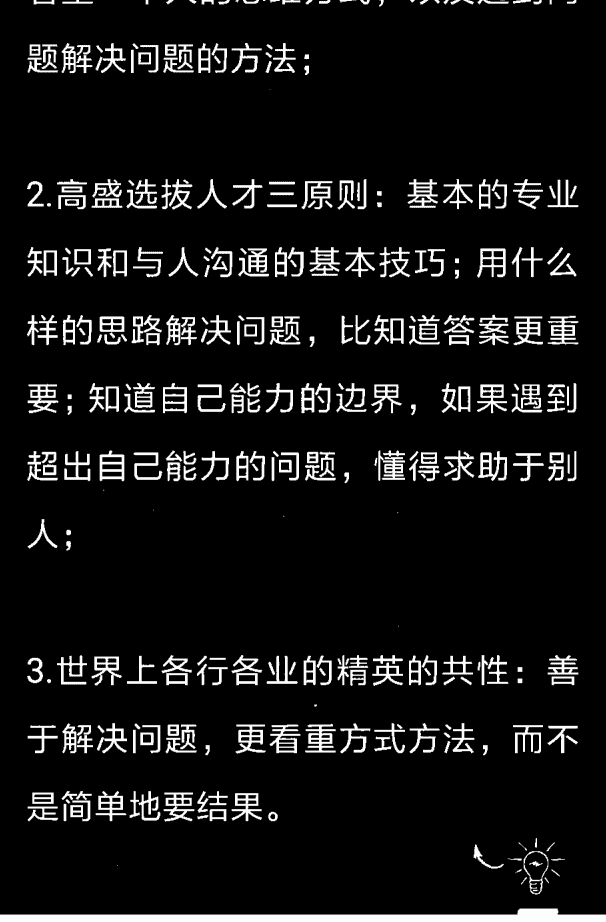 题解决问题的方法；
2.高盛选拔人才三原则：基本的专业
知识和与人沟通的基本技巧；用什么
样的思路解决问题，比知道答案更重
要；知道自己能力的边界，如果遇到
超出自己能力的问题，懂得求助于别
人；
3.世界上各行各业的精英的共性：善
于解决问题，更看重方式方法，而不
是简单地要结果。